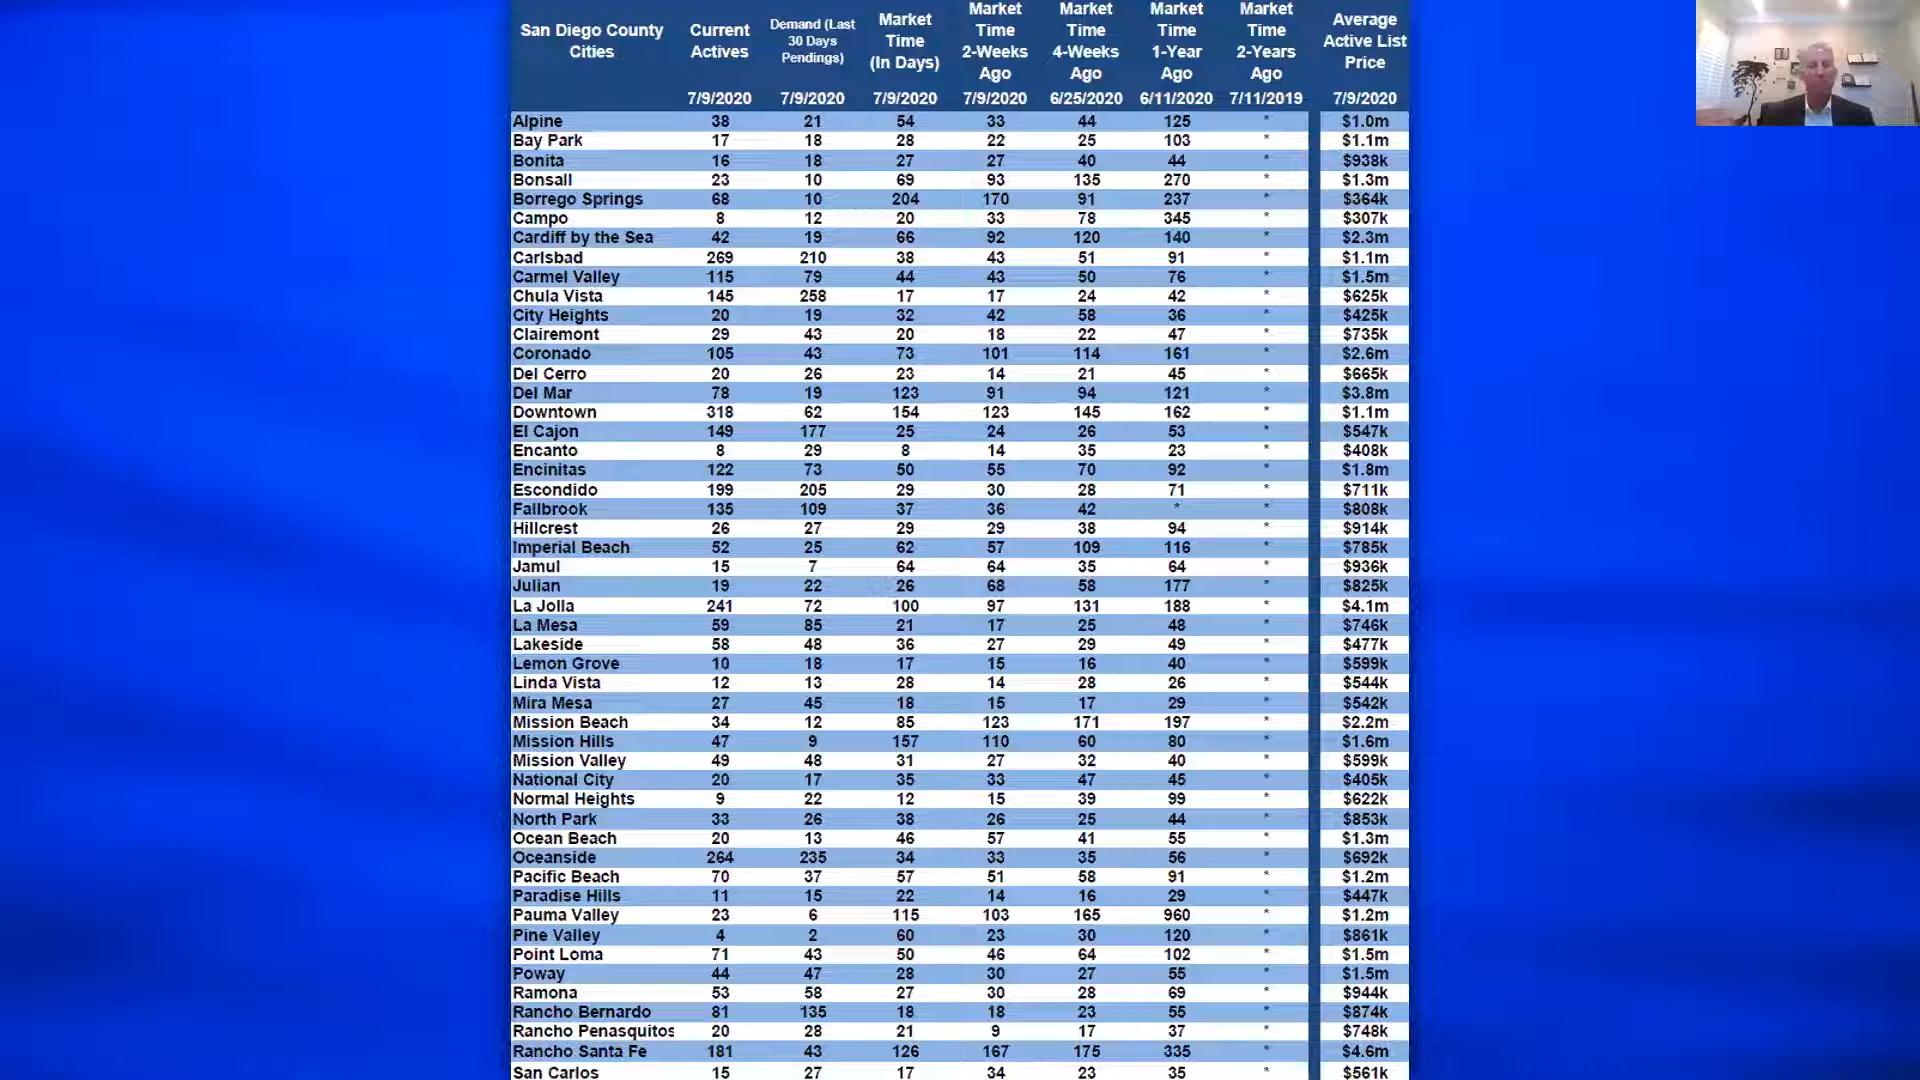 San Diego County Cities Current Actives Demand (Last 30 Days Pendings) Market Time (In Days) Market Time 2-Weeks Ago Market Time 4-Weeks Ago Market Time 1-Year Ago Market Time 2-Years Ago Average Active List Price
7/9/2020 7/9/2020 7/9/2020 7/9/2020 6/25/2020 6/11/2020 7/11/2019 7/9/2020
Alpine 38 21 54 33 44 125 * $1.0m
Bay Park 17 18 28 22 25 103 * $1.1m
Bonita 16 18 27 27 40 44 * $938k
Bonsall 23 10 69 93 135 270 * $1.3m
Borrego Springs 68 10 204 170 91 237 * $364k
Campo 8 12 20 33 78 345 * $307k
Cardiff by the Sea 42 19 66 92 120 140 * $2.3m
Carlsbad 269 210 38 43 51 91 * $1.1m
Carmel Valley 115 79 44 43 50 76 * $1.5m
Chula Vista 145 258 17 17 24 42 * $625k
City Heights 20 19 32 42 58 36 * $425k
Clairemont 29 43 20 18 22 47 * $735k
Coronado 105 43 73 101 114 161 * $2.6m
Del Cerro 20 26 23 14 21 45 * $665k
Del Mar 78 19 123 91 94 121 * $3.8m
Downtown 318 62 154 123 145 162 * $1.1m
El Cajon 149 177 25 24 26 53 * $547k
Encanto 8 29 8 14 35 23 * $408k
Encinitas 122 73 50 55 70 92 * $1.8m
Escondido 199 205 29 30 28 71 * $711k
Fallbrook 135 109 37 36 42 * * $808k
Hillcrest 26 27 29 29 38 94 * $914k
Imperial Beach 52 25 62 57 109 116 * $785k
Jamul 15 7 64 64 35 64 * $936k
Julian 19 22 26 68 58 177 * $825k
La Jolla 241 72 100 97 131 188 * $4.1m
La Mesa 59 85 21 17 25 48 * $746k
Lakeside 58 48 36 27 29 49 * $477k
Lemon Grove 10 18 17 15 16 40 * $599k
Linda Vista 12 13 28 14 28 26 * $544k
Mira Mesa 27 45 18 15 17 29 * $542k
Mission Beach 34 12 85 123 171 197 * $2.2m
Mission Hills 47 9 157 110 60 80 * $1.6m
Mission Valley 49 48 31 27 32 40 * $599k
National City 20 17 35 33 47 45 * $405k
Normal Heights 9 22 12 15 39 99 * $622k
North Park 33 26 38 26 25 44 * $853k
Ocean Beach 20 13 46 57 41 55 * $1.3m
Oceanside 264 235 34 33 35 56 * $692k
Pacific Beach 70 37 57 51 58 91 * $1.2m
Paradise Hills 11 15 22 14 16 29 * $447k
Pauma Valley 23 6 115 103 165 960 * $1.2m
Pine Valley 4 2 60 23 30 120 * $861k
Point Loma 71 43 50 46 64 102 * $1.5m
Poway 44 47 28 30 27 55 * $1.5m
Ramona 53 58 27 30 28 69 * $944k
Rancho Bernardo 81 135 18 18 23 55 * $874k
Rancho Penasquitos 20 28 21 9 17 37 * $748k
Rancho Santa Fe 181 43 126 167 175 335 * $4.6m
San Carlos 15 27 17 34 23 35 * $561k